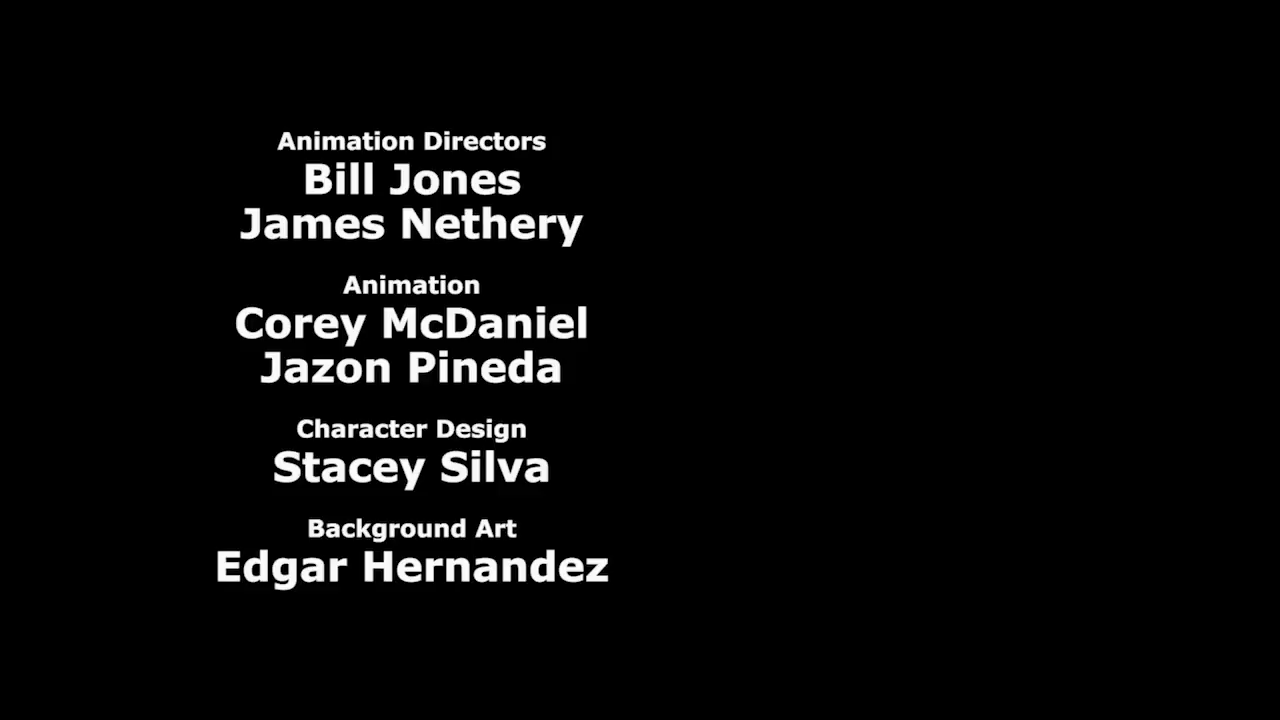 Animation Directors
Bill Jones
James Nethery
Animation
Corey McDaniel
Jazon Pineda
Character Design
Stacey Silva
Background Art
Edgar Hernandez